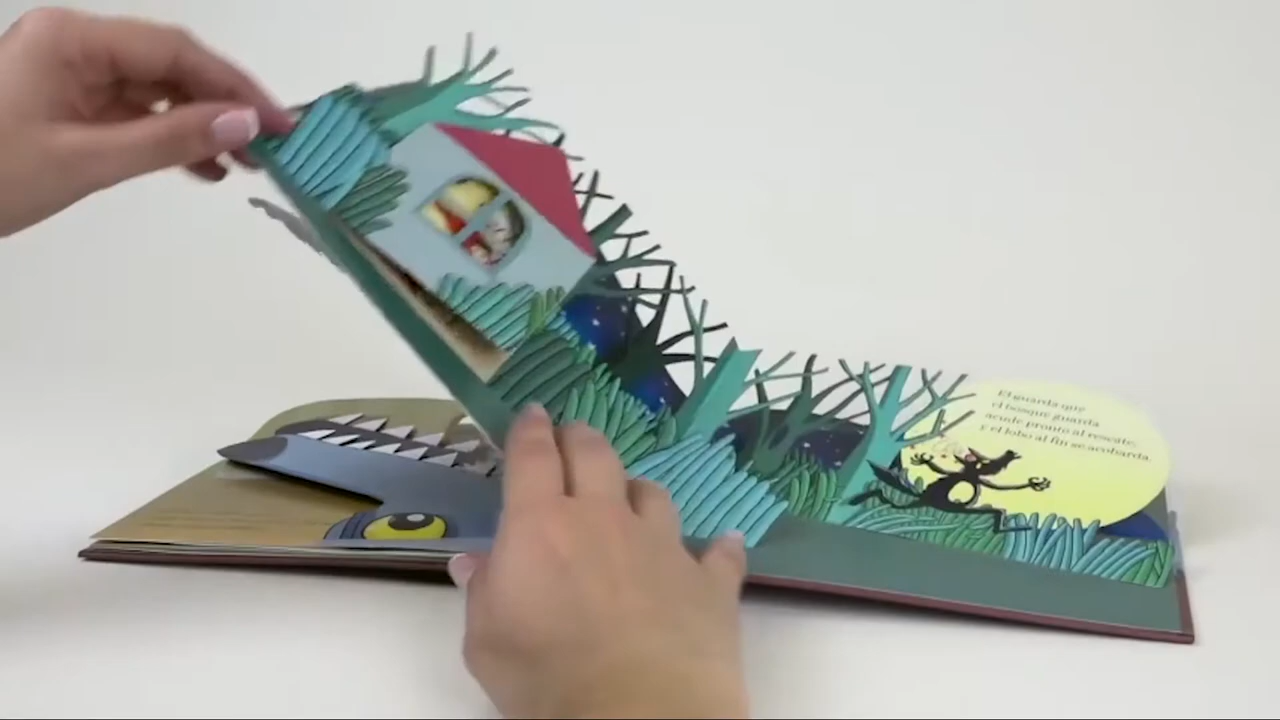 El guarda que
el bosque guarda
acude pronto al rescate,
y el lobo al fin se acobarda.